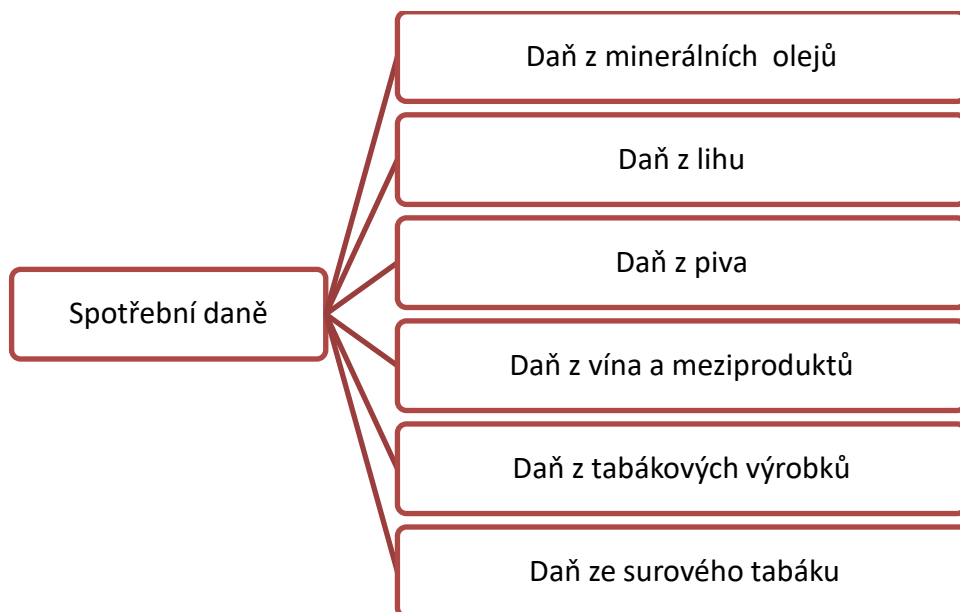 Daň z minerálních olejů
Daň z lihu
Daň z piva
Spotřební daně
Daň z vína a meziproduktů
Daň z tabákových výrobků
Daň ze surového tabáku